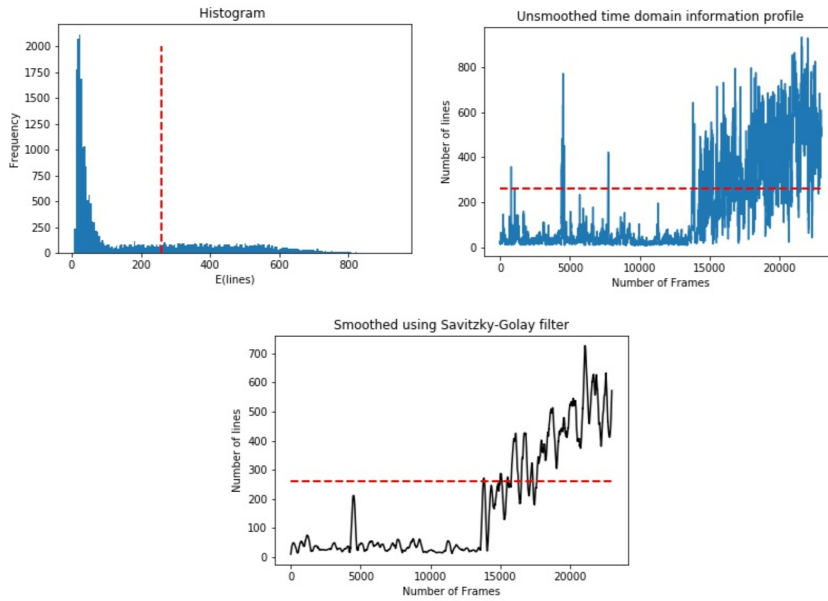 Histogram
2000
1750
1500
1250
1000
750
500
250
0
Frequency
0 200 400 600 800
E(lines)
Unsmoothed time domain information profile
800
600
400
200
0
Number of lines
0 5000 10000 15000 20000
Number of Frames
Smoothed using Savitzky-Golay filter
700
600
500
400
300
200
100
0
Number of lines
0 5000 10000 15000 20000
Number of Frames